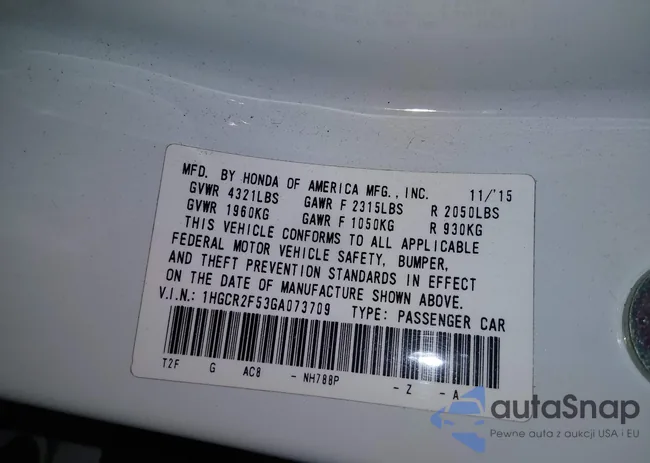 MFD. BY HONDA OF AMERICA MFG., INC. 11/'15
GVWR 4321LBS GAWR F 2315LBS R 2050LBS
GVWR 1960KG GAWR F 1050KG R 930KG
THIS VEHICLE CONFORMS TO ALL APPLICABLE
FEDERAL MOTOR VEHICLE SAFETY, BUMPER,
AND THEFT PREVENTION STANDARDS IN EFFECT
ON THE DATE OF MANUFACTURE SHOWN ABOVE.
V.I.N.: 1HGCR2F53GA073709 TYPE: PASSENGER CAR
T2F G AC8 - NH788P - Z - A
autaSnap
Pewne auta z aukcji USA i EU